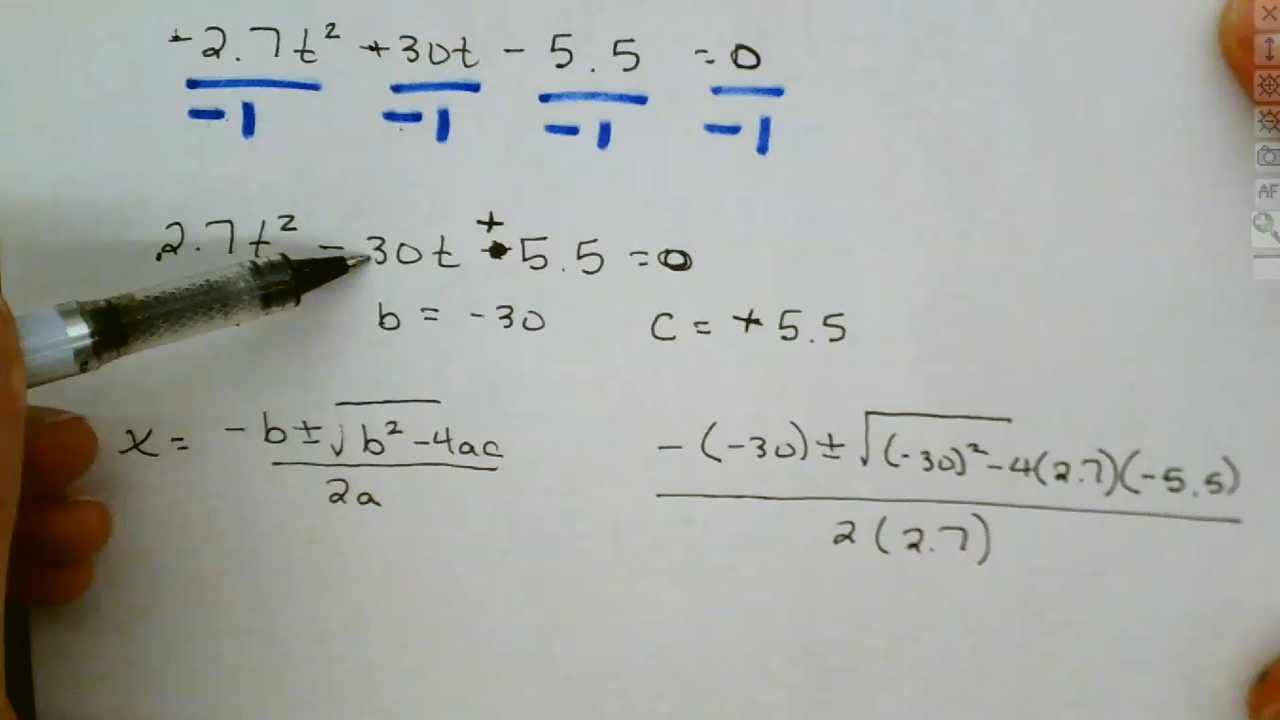 -2.7t² +30t - 5.5 = 0
-1 -1 -1 -1
+
2.7t² - 30t 5.5 = 0
b = -30 c = +5.5
x = -b ± √b² - 4ac -(-30) ± √(-30)² - 4(2.7)(-5.5)
2a 2(2.7)
AF